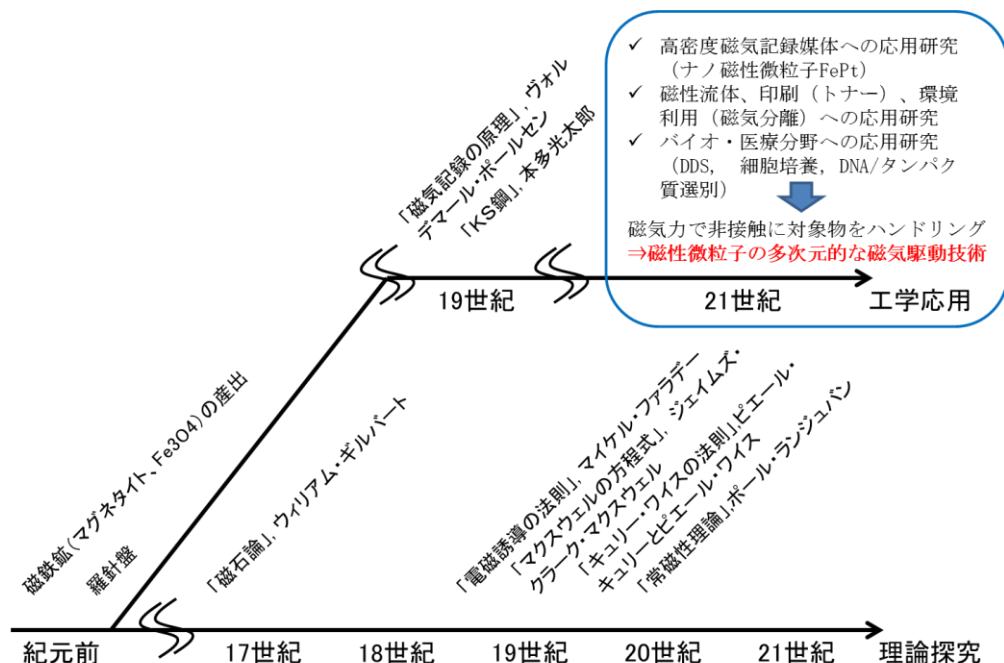 ✓ 高密度磁気記録媒体への応用研究
（ナノ磁性微粒子FePt）
✓ 磁性流体、印刷（トナー）、環境
利用（磁気分離）への応用研究
✓ バイオ・医療分野への応用研究
（DDS, 細胞培養, DNA/タンパク
質選別）
磁気力で非接触に対象物をハンドリング
⇒磁性微粒子の多次元的な磁気駆動技術
「磁気記録の原理」, ヴォル
デマール・ポールセン
「KS鋼」, 本多光太郎
19世紀
21世紀
工学応用
磁鉄鉱(マグネタイト、Fe3O4)の産出
羅針盤
「磁石論」, ウィリアム・ギルバート
「電磁誘導の法則」, マイケル・ファラデー
「マクスウェルの方程式」, ジェイムズ・
クラーク・マクスウェル
「キュリー・ワイスの法則」,ピエール・
キュリーとピエール・ワイス
「常磁性理論」,ポール・ランジュバン
紀元前
17世紀
18世紀
19世紀
20世紀
21世紀
理論探究